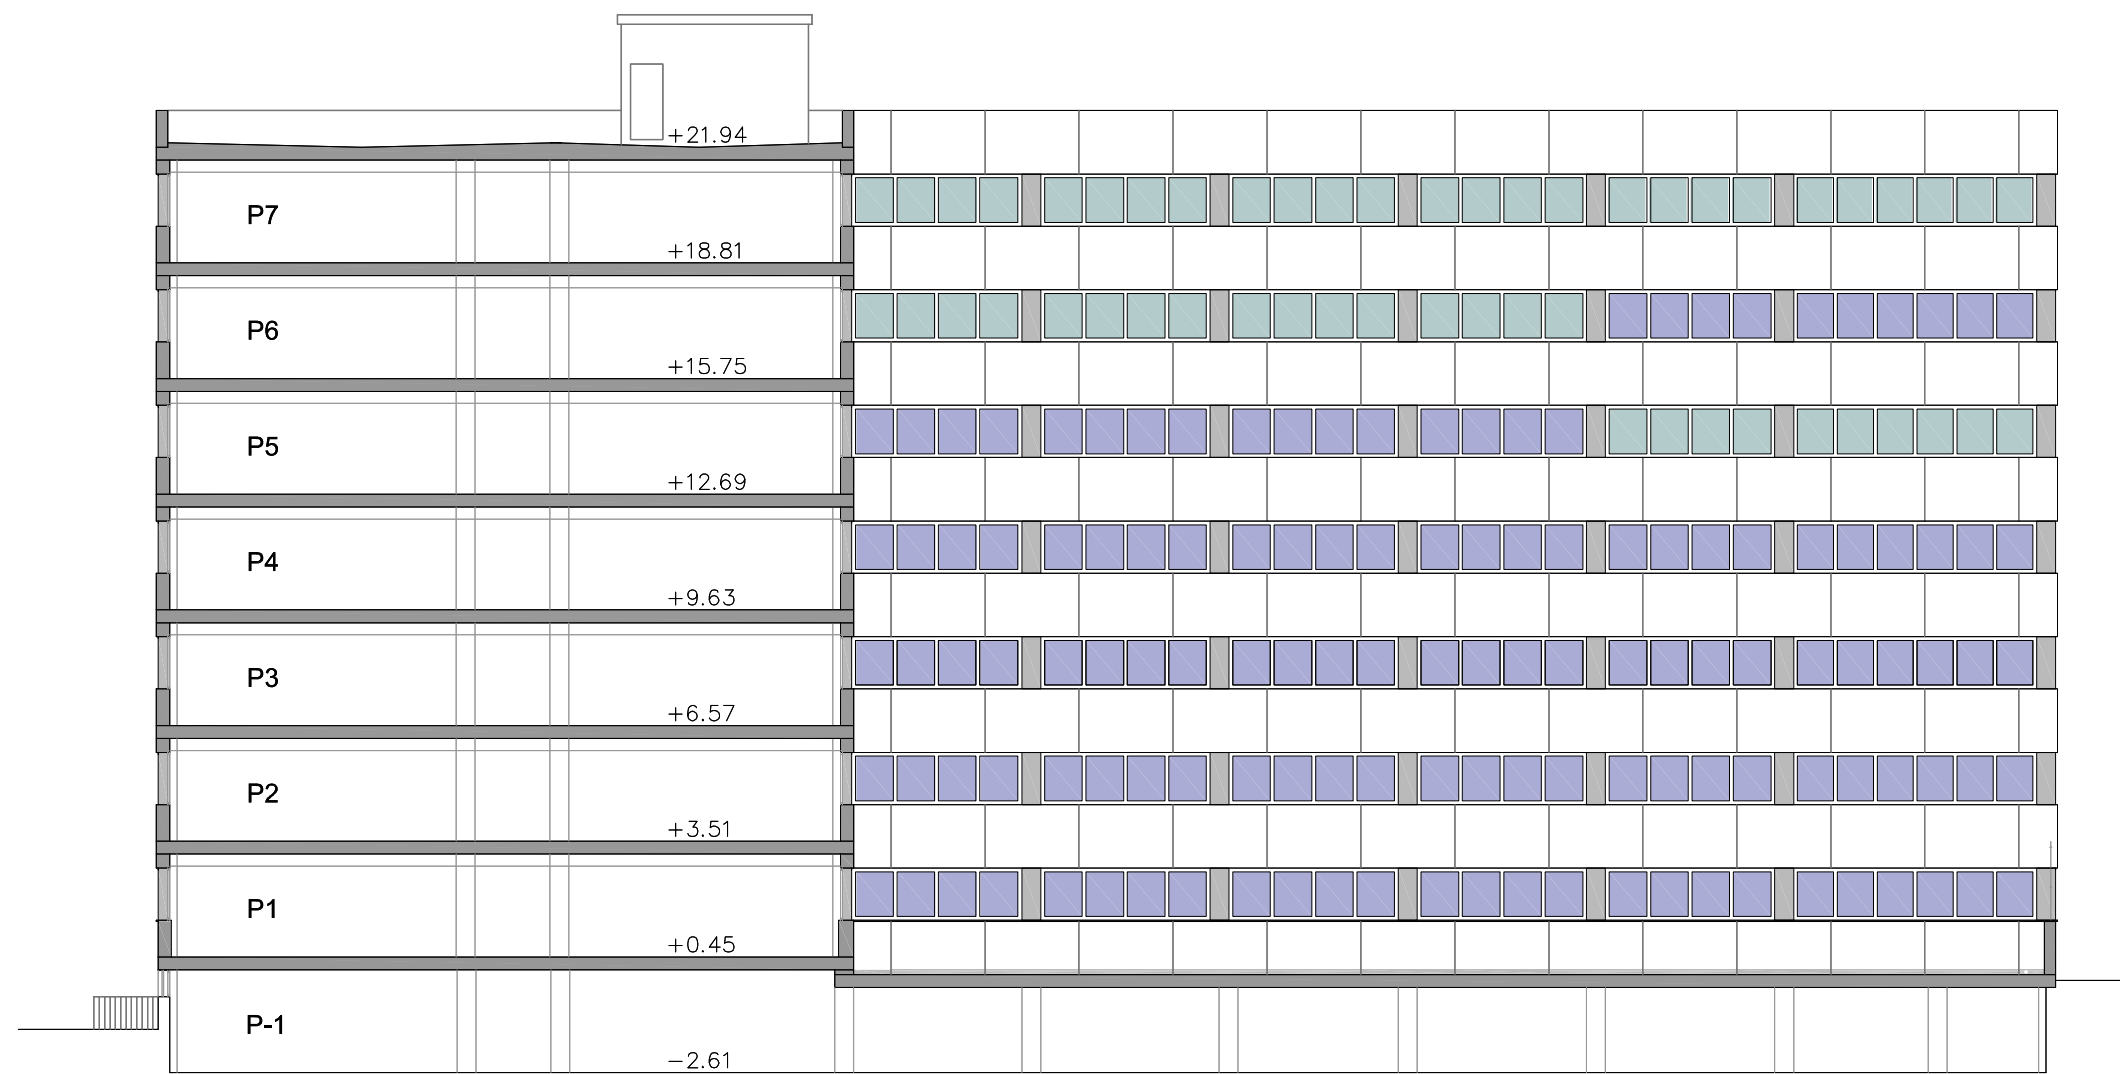 +21.94
P7
+18.81
P6
+15.75
P5
+12.69
P4
+9.63
P3
+6.57
P2
+3.51
P1
+0.45
P-1
−2.61